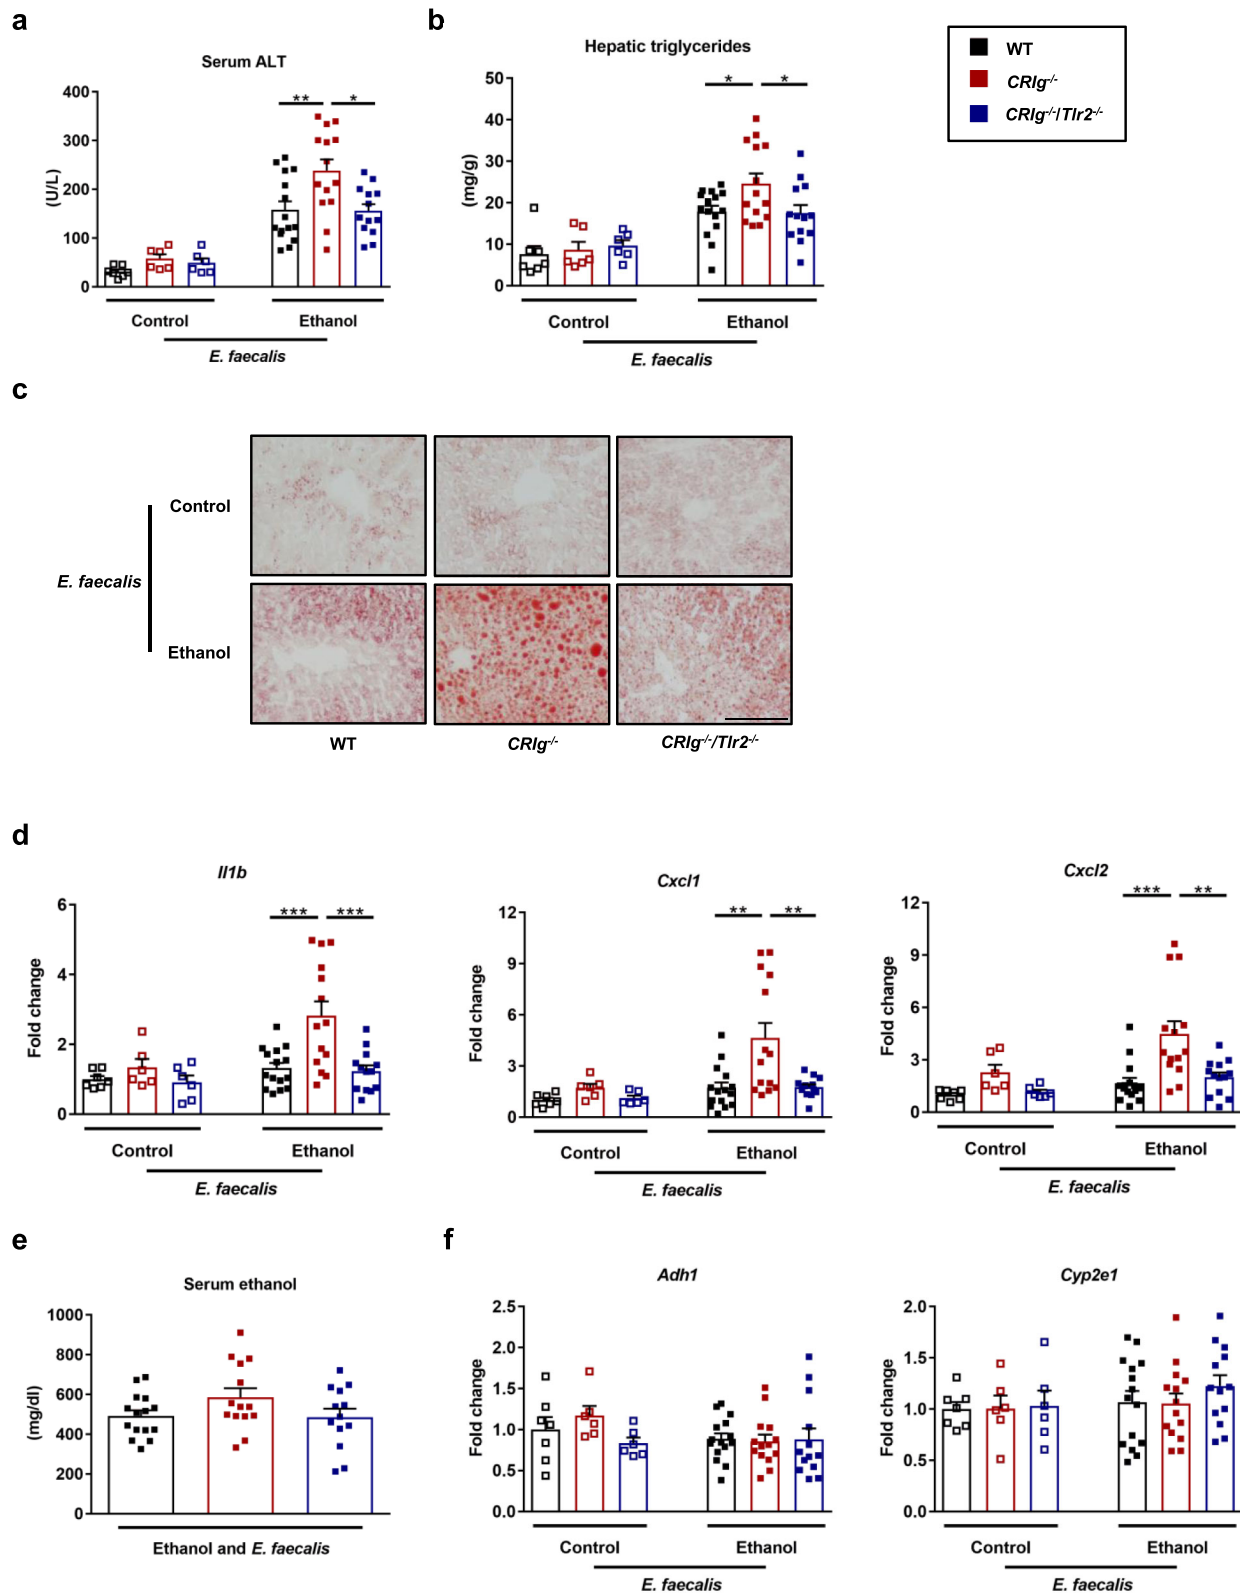 a
Serum ALT
**
*
400
300
200
100
0
(U/L)
Control
Ethanol
E. faecalis
b
Hepatic triglycerides
*
*
50
40
30
20
10
0
(mg/g)
Control
Ethanol
E. faecalis
WT
CRIg-/-
CRIg-/-/Tlr2-/-
c
Control
E. faecalis
Ethanol
WT
CRIg-/-
CRIg-/-/Tlr2-/-
d
Il1b
***
***
6
4
2
0
Fold change
Control
Ethanol
E. faecalis
Cxcl1
**
**
12
9
6
3
0
Fold change
Control
Ethanol
E. faecalis
Cxcl2
***
**
12
9
6
3
0
Fold change
Control
Ethanol
E. faecalis
e
Serum ethanol
1000
800
600
400
200
0
(mg/dl)
Ethanol and E. faecalis
f
Adh1
2.5
2.0
1.5
1.0
0.5
0.0
Fold change
Control
Ethanol
E. faecalis
Cyp2e1
2.0
1.5
1.0
0.5
0.0
Fold change
Control
Ethanol
E. faecalis